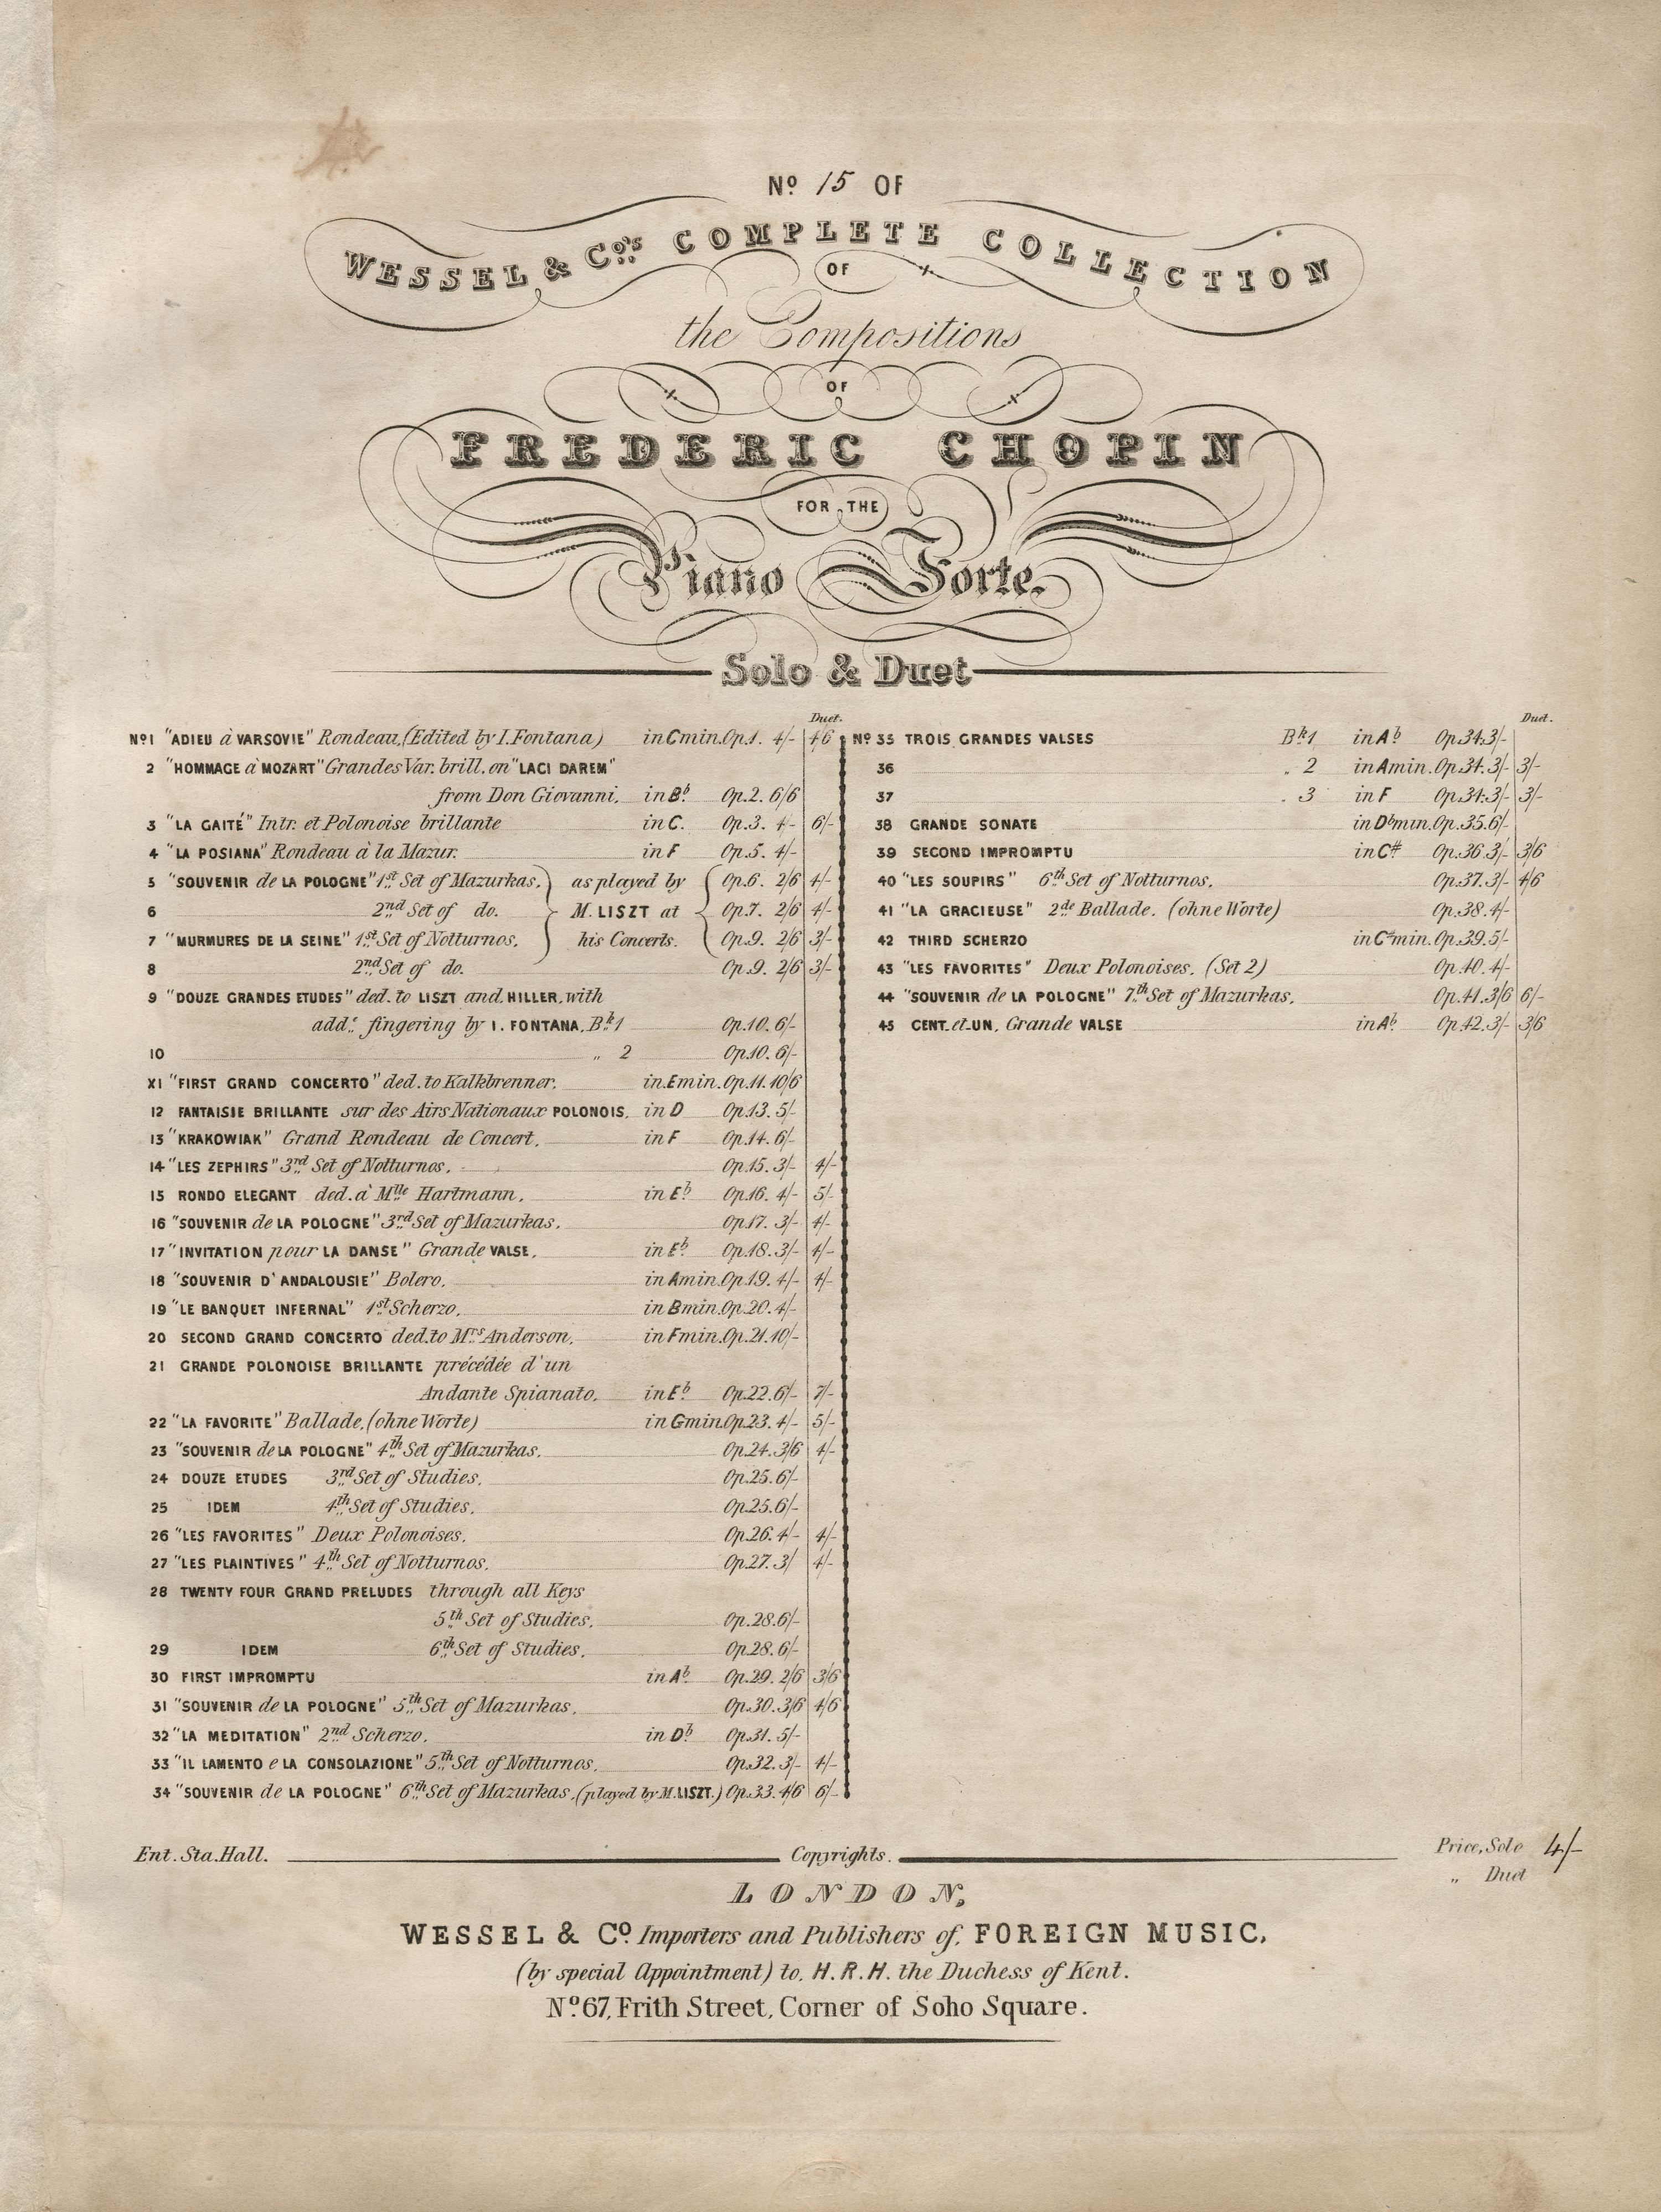 No 15 OF
WESSEL & Co's COMPLETE COLLECTION
OF
the Compositions
OF
FREDERIC CHOPIN
FOR THE
Piano Forte.
Solo & Duet
Duet.
No 1 "ADIEU à VARSOVIE" Rondeau, (Edited by I. Fontana) in C min. Op. 1. 4/- 4/6
2 "HOMMAGE à MOZART" Grandes Var. brill. on "LACI DAREM"
from Don Giovanni, in B♭. Op. 2. 6/6
3 "LA GAITÉ" Intr. et Polonoise brillante in C. Op. 3. 4/- 6/-
4 "LA POSIANA" Rondeau à la Mazur. in F Op. 5. 4/-
5 "SOUVENIR de LA POLOGNE" 1st Set of Mazurkas, as played by Op. 6. 2/6 4/-
6 2nd Set of do. M. LISZT at Op. 7. 2/6 4/-
7 "MURMURES DE LA SEINE" 1st Set of Notturnos, his Concerts. Op. 9. 2/6 3/-
8 2nd Set of do. Op. 9. 2/6 3/-
9 "DOUZE GRANDES ETUDES" ded. to LISZT and HILLER, with
add! fingering by I. FONTANA, Bk 1 Op. 10. 6/-
10 " 2 Op. 10. 6/-
XI "FIRST GRAND CONCERTO" ded. to Kalkbrenner. in E min. Op. 11. 10/6
12 FANTAISIE BRILLANTE sur des Airs Nationaux POLONOIS, in D Op. 13. 5/-
13 "KRAKOWIAK" Grand Rondeau de Concert, in F Op. 14. 6/-
14 "LES ZEPHIRS" 3rd Set of Notturnos, Op. 15. 3/- 4/-
15 RONDO ELEGANT ded. à Mlle Hartmann, in E♭. Op. 16. 4/- 5/-
16 "SOUVENIR de LA POLOGNE" 3rd Set of Mazurkas, Op. 17. 3/- 4/-
17 "INVITATION pour LA DANSE" Grande VALSE, in E♭. Op. 18. 3/- 4/-
18 "SOUVENIR D'ANDALOUSIE" Bolero, in A min. Op. 19. 4/- 4/-
19 "LE BANQUET INFERNAL" 1st Scherzo, in B min. Op. 20. 4/-
20 SECOND GRAND CONCERTO ded. to Mrs Anderson, in F min. Op. 21. 10/-
21 GRANDE POLONOISE BRILLANTE précédée d'un
Andante Spianato, in E♭. Op. 22. 6/- 7/-
22 "LA FAVORITE" Ballade, (ohne Worte) in G min. Op. 23. 4/- 5/-
23 "SOUVENIR de LA POLOGNE" 4th Set of Mazurkas, Op. 24. 3/6 4/-
24 DOUZE ETUDES 3rd Set of Studies, Op. 25. 6/-
25 IDEM 4th Set of Studies, Op. 25. 6/-
26 "LES FAVORITES" Deux Polonoises, Op. 26. 4/- 4/-
27 "LES PLAINTIVES" 4th Set of Notturnos, Op. 27. 3/ 4/-
28 TWENTY FOUR GRAND PRELUDES through all Keys
5th Set of Studies, Op. 28. 6/-
29 IDEM 6th Set of Studies, Op. 28. 6/-
30 FIRST IMPROMPTU in A♭. Op. 29. 2/6 3/6
31 "SOUVENIR de LA POLOGNE" 5th Set of Mazurkas, Op. 30. 3/6 4/6
32 "LA MEDITATION" 2nd Scherzo, in D♭. Op. 31. 5/-
33 "IL LAMENTO e LA CONSOLAZIONE" 5th Set of Notturnos, Op. 32. 3/- 4/-
34 "SOUVENIR de LA POLOGNE" 6th Set of Mazurkas, (played by M. LISZT.) Op. 33. 4/6 6/-
Duet.
No 35 TROIS GRANDES VALSES Bk 1 in A♭ Op. 34. 3/-
36 " 2 in A min. Op. 34. 3/- 3/-
37 " 3 in F Op. 34. 3/- 3/-
38 GRANDE SONATE in D♭ min. Op. 35. 6/-
39 SECOND IMPROMPTU in C# Op. 36. 3/- 3/6
40 "LES SOUPIRS" 6th Set of Notturnos, Op. 37. 3/- 4/6
41 "LA GRACIEUSE" 2de Ballade, (ohne Worte) Op. 38. 4/-
42 THIRD SCHERZO in C# min. Op. 39. 5/-
43 "LES FAVORITES" Deux Polonoises, (Set 2) Op. 40. 4/-
44 "SOUVENIR de LA POLOGNE" 7th Set of Mazurkas, Op. 41. 3/6 6/-
45 CENT-et-UN, Grande VALSE in A♭. Op. 42. 3/- 3/6
Ent. Sta. Hall. Copyrights. Price, Solo 4/-
" Duet
LONDON,
WESSEL & Co. Importers and Publishers of, FOREIGN MUSIC,
(by special Appointment) to, H. R. H. the Duchess of Kent.
No. 67, Frith Street, Corner of Soho Square.